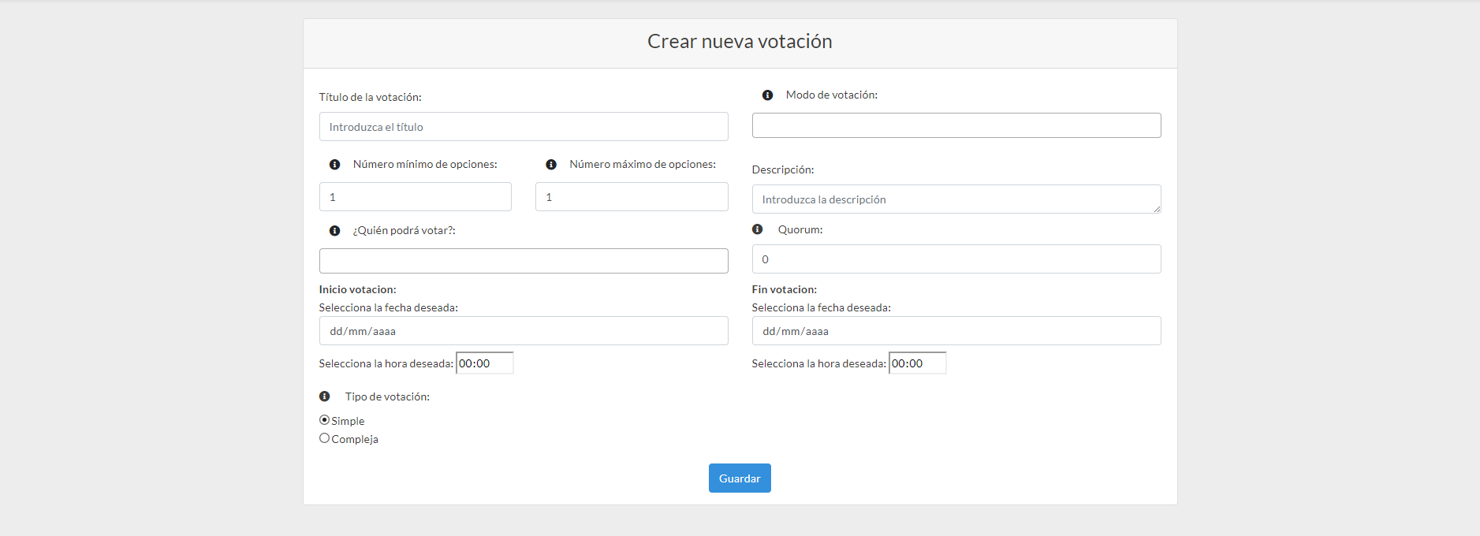 Crear nueva votación
Título de la votación:
Introduzca el título
Modo de votación:
Número mínimo de opciones:
Número máximo de opciones:
1
1
Descripción:
Introduzca la descripción
¿Quién podrá votar?:
Quorum:
0
Inicio votacion:
Selecciona la fecha deseada:
dd/mm/aaaa
Selecciona la hora deseada: 00:00
Fin votacion:
Selecciona la fecha deseada:
dd/mm/aaaa
Selecciona la hora deseada: 00:00
Tipo de votación:
Simple
Compleja
Guardar